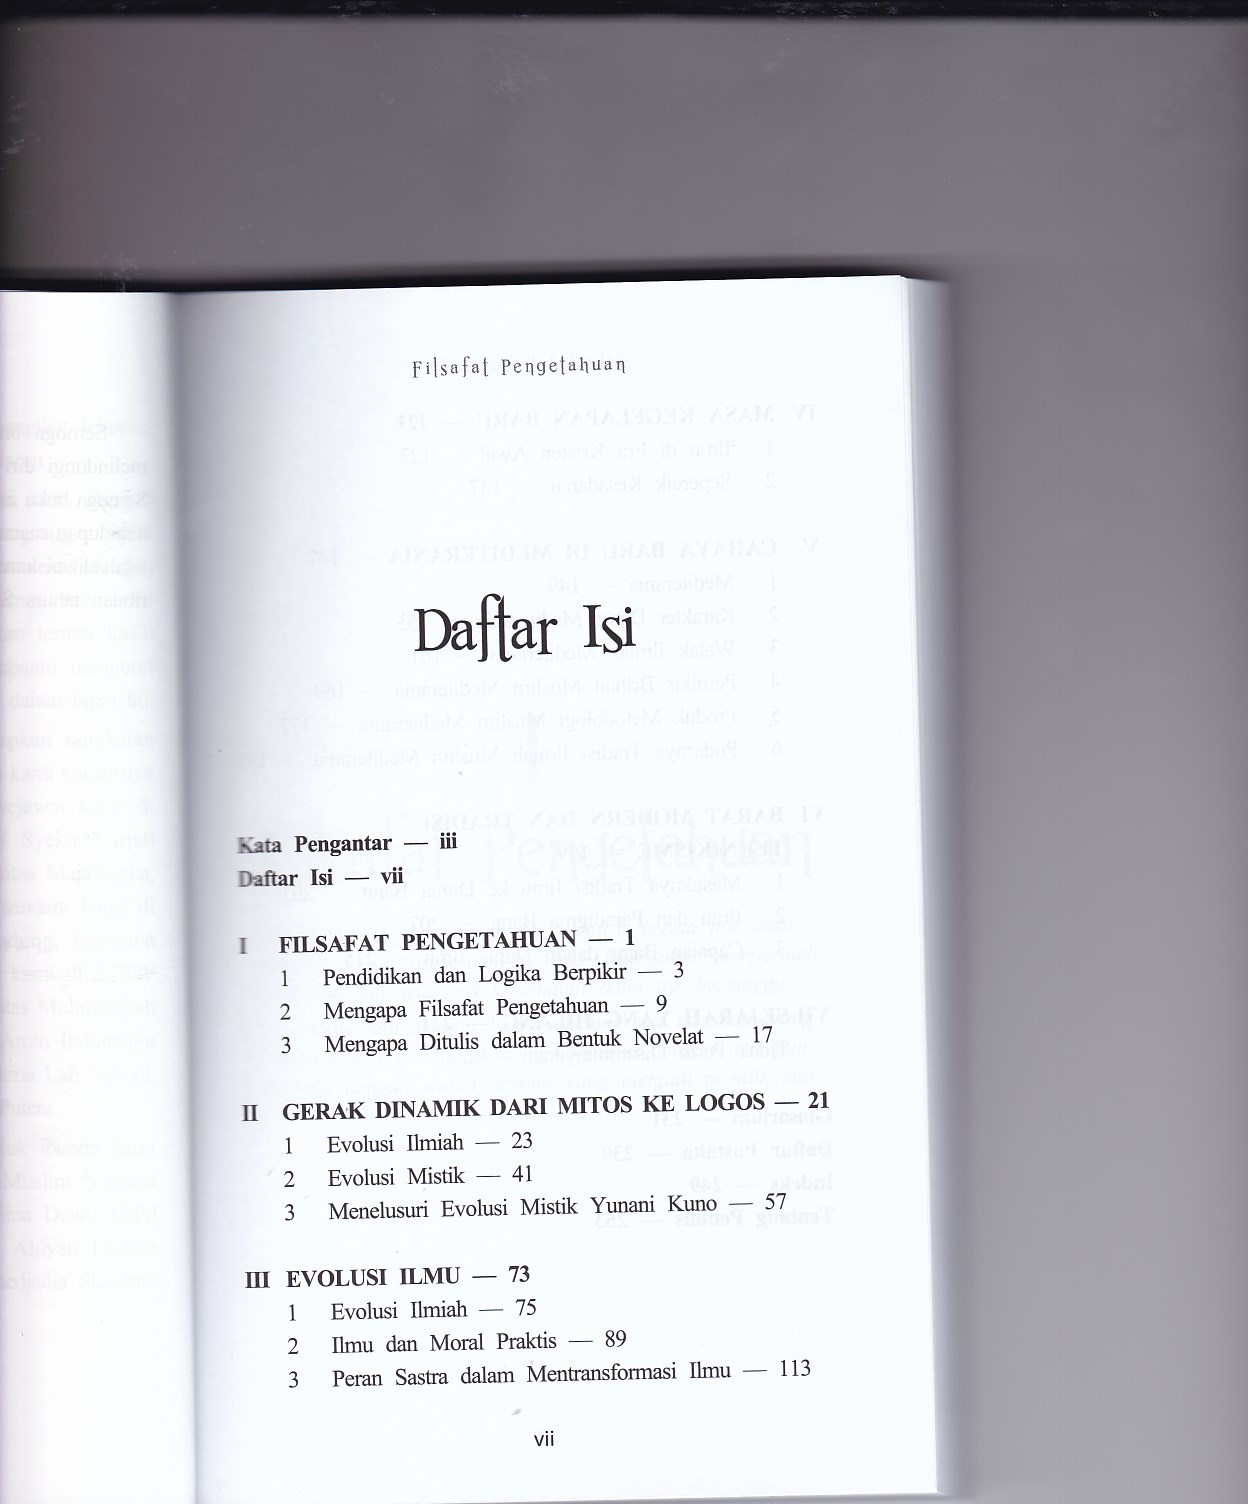 Filsafat Pengetahuan
Daftar Isi
Kata Pengantar — iii
Daftar Isi — vii
I FILSAFAT PENGETAHUAN — 1
1 Pendidikan dan Logika Berpikir — 3
2 Mengapa Filsafat Pengetahuan — 9
3 Mengapa Ditulis dalam Bentuk Novelat — 17
II GERAK DINAMIK DARI MITOS KE LOGOS — 21
1 Evolusi Ilmiah — 23
2 Evolusi Mistik — 41
3 Menelusuri Evolusi Mistik Yunani Kuno — 57
III EVOLUSI ILMU — 73
1 Evolusi Ilmiah — 75
2 Ilmu dan Moral Praktis — 89
3 Peran Sastra dalam Mentransformasi Ilmu — 113
vii